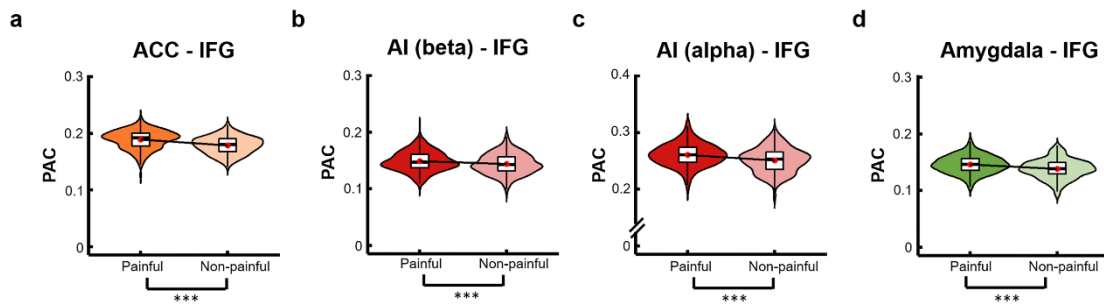 a
ACC - IFG
PAC
0.3
0.2
0.1
0
Painful
Non-painful
***
b
AI (beta) - IFG
PAC
0.3
0.2
0.1
0
Painful
Non-painful
***
c
AI (alpha) - IFG
PAC
0.4
0.3
0.2
0
Painful
Non-painful
***
d
Amygdala - IFG
PAC
0.3
0.2
0.1
0
Painful
Non-painful
***